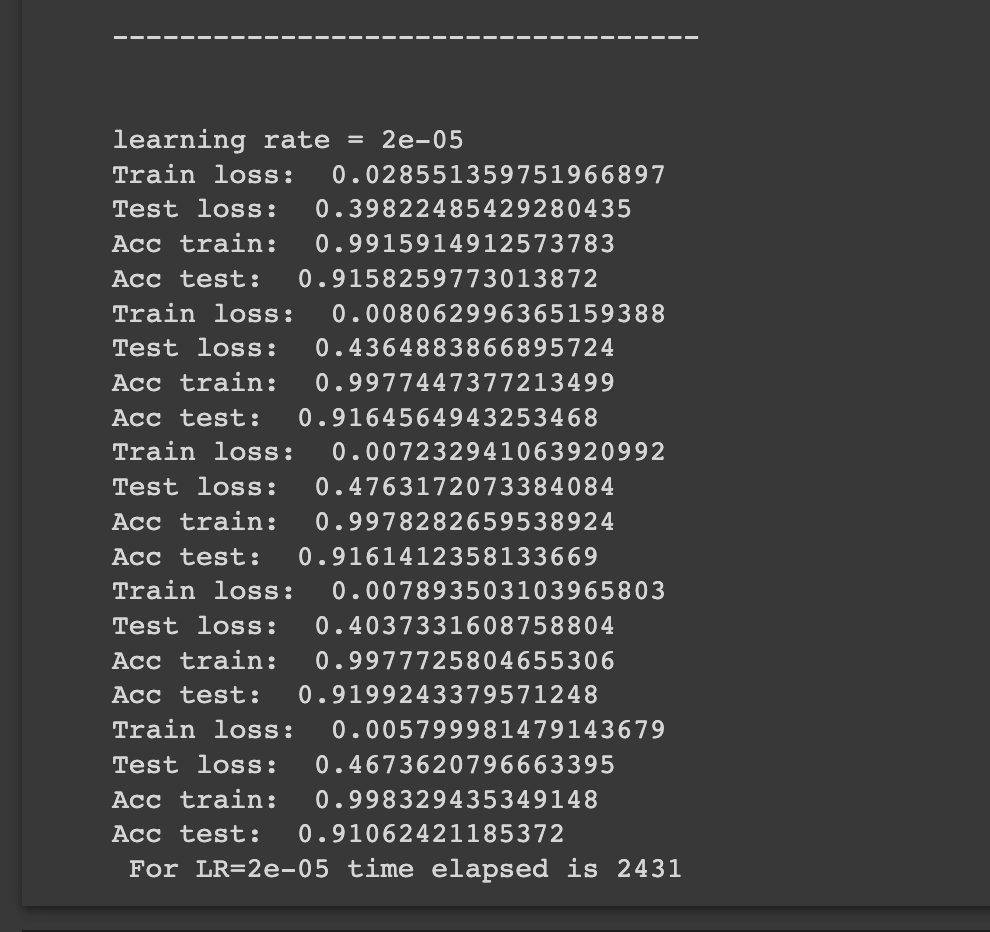 -----------------------------------
learning rate = 2e-05
Train loss:  0.028551359751966897
Test loss:  0.39822485429280435
Acc train:  0.9915914912573783
Acc test:  0.9158259773013872
Train loss:  0.008062996365159388
Test loss:  0.4364883866895724
Acc train:  0.9977447377213499
Acc test:  0.9164564943253468
Train loss:  0.007232941063920992
Test loss:  0.4763172073384084
Acc train:  0.9978282659538924
Acc test:  0.9161412358133669
Train loss:  0.007893503103965803
Test loss:  0.4037331608758804
Acc train:  0.9977725804655306
Acc test:  0.9199243379571248
Train loss:  0.005799981479143679
Test loss:  0.4673620796663395
Acc train:  0.998329435349148
Acc test:  0.91062421185372
For LR=2e-05 time elapsed is 2431